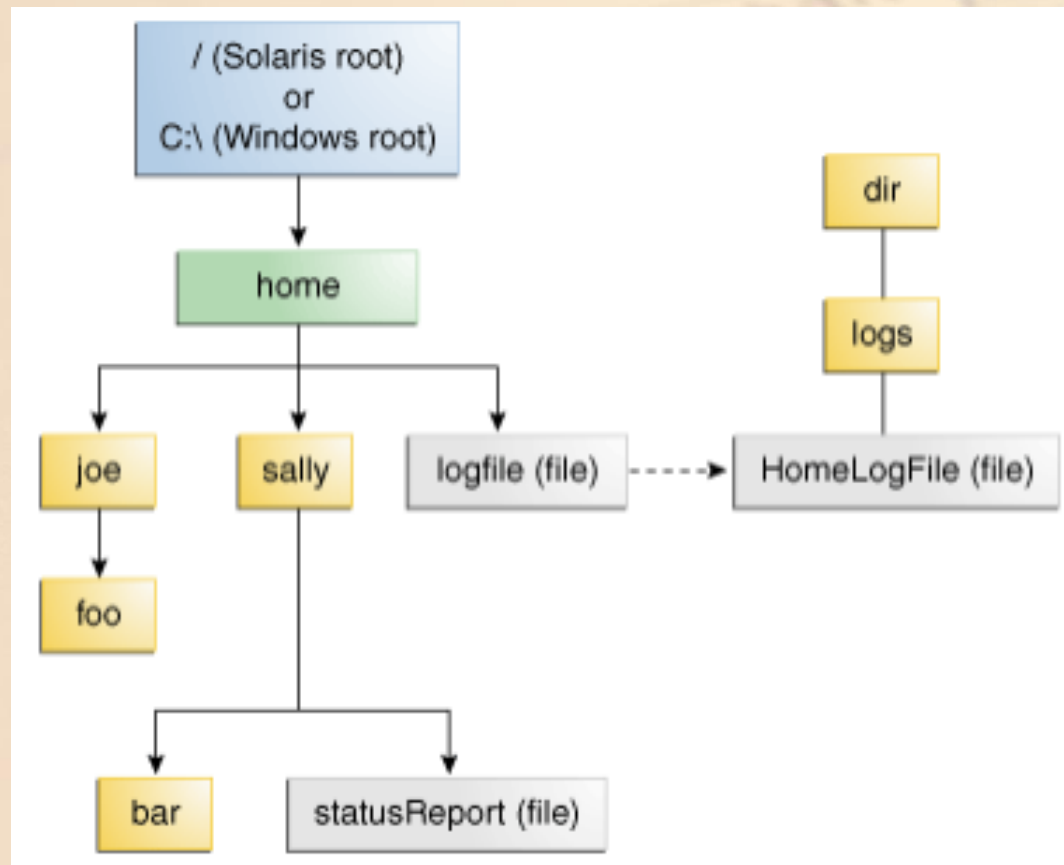 / (Solaris root)
or
C:\ (Windows root)
dir
home
logs
joe
sally
logfile (file)
HomeLogFile (file)
foo
bar
statusReport (file)